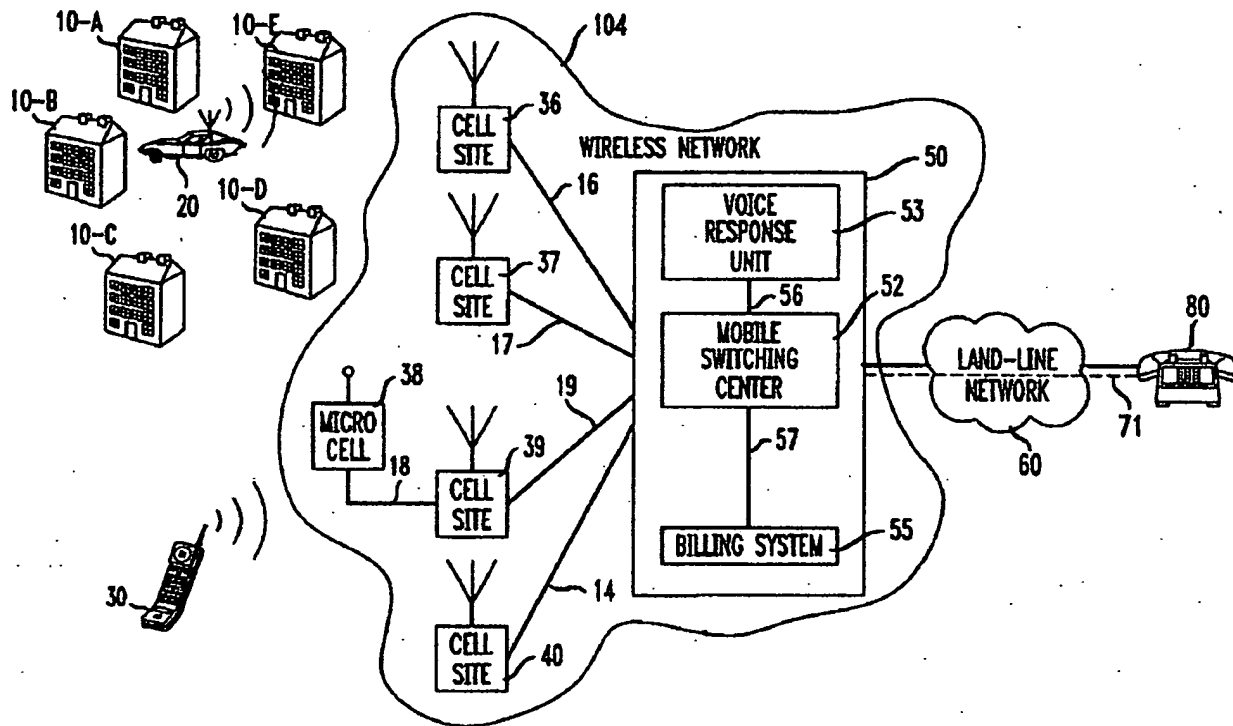 10-A
10-E
10-B
20
10-D
10-C
30
104
WIRELESS NETWORK
CELL
SITE
36
16
CELL
SITE
37
17
38
MICRO
CELL
18
19
39
CELL
SITE
14
CELL
SITE
40
50
VOICE
RESPONSE
UNIT
53
56
52
MOBILE
SWITCHING
CENTER
57
BILLING SYSTEM
55
LAND-LINE
NETWORK
60
71
80